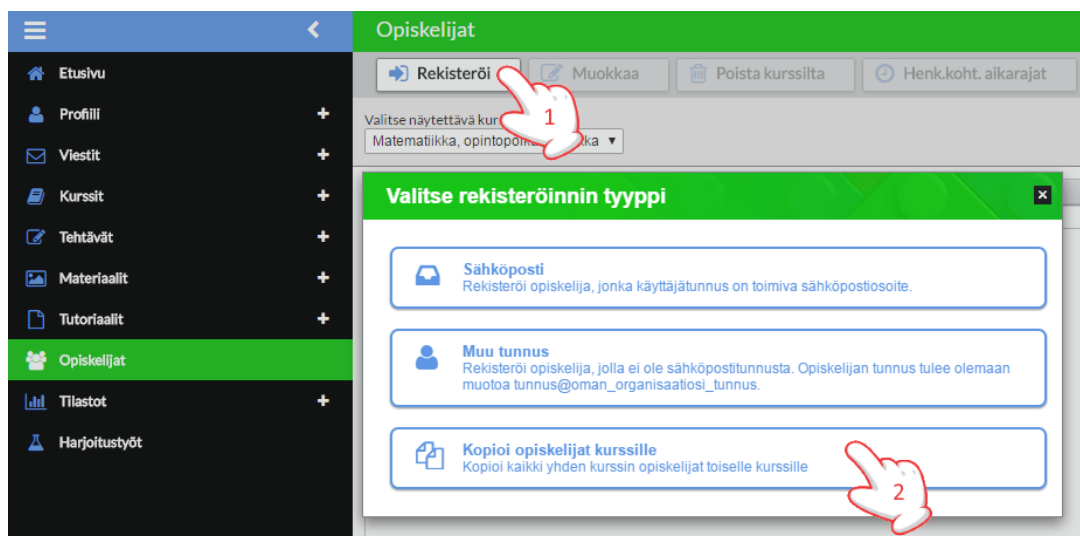 Opiskelijat
Etusivu
Profiili
Viestit
Kurssit
Tehtävät
Materiaalit
Tutoriaalit
Opiskelijat
Tilastot
Harjoitustyöt
Rekisteröi
Muokkaa
Poista kurssilta
Henk.koht. aikarajat
1
Valitse näytettävä
Matematiikka,
Valitse rekisteröinnin tyyppi
Sähköposti
Rekisteröi opiskelija, jonka käyttäjätunnus on toimiva sähköpostiosoite.
Muu tunnus
Rekisteröi opiskelija, jolla ei ole sähköpostitunnusta. Opiskelijan tunnus tulee olemaan
muotoa tunnus@oman_organisaatiosi_tunnus.
Kopioi opiskelijat kurssille
Kopioi kaikki yhden kurssin opiskelijat toiselle kurssille
2